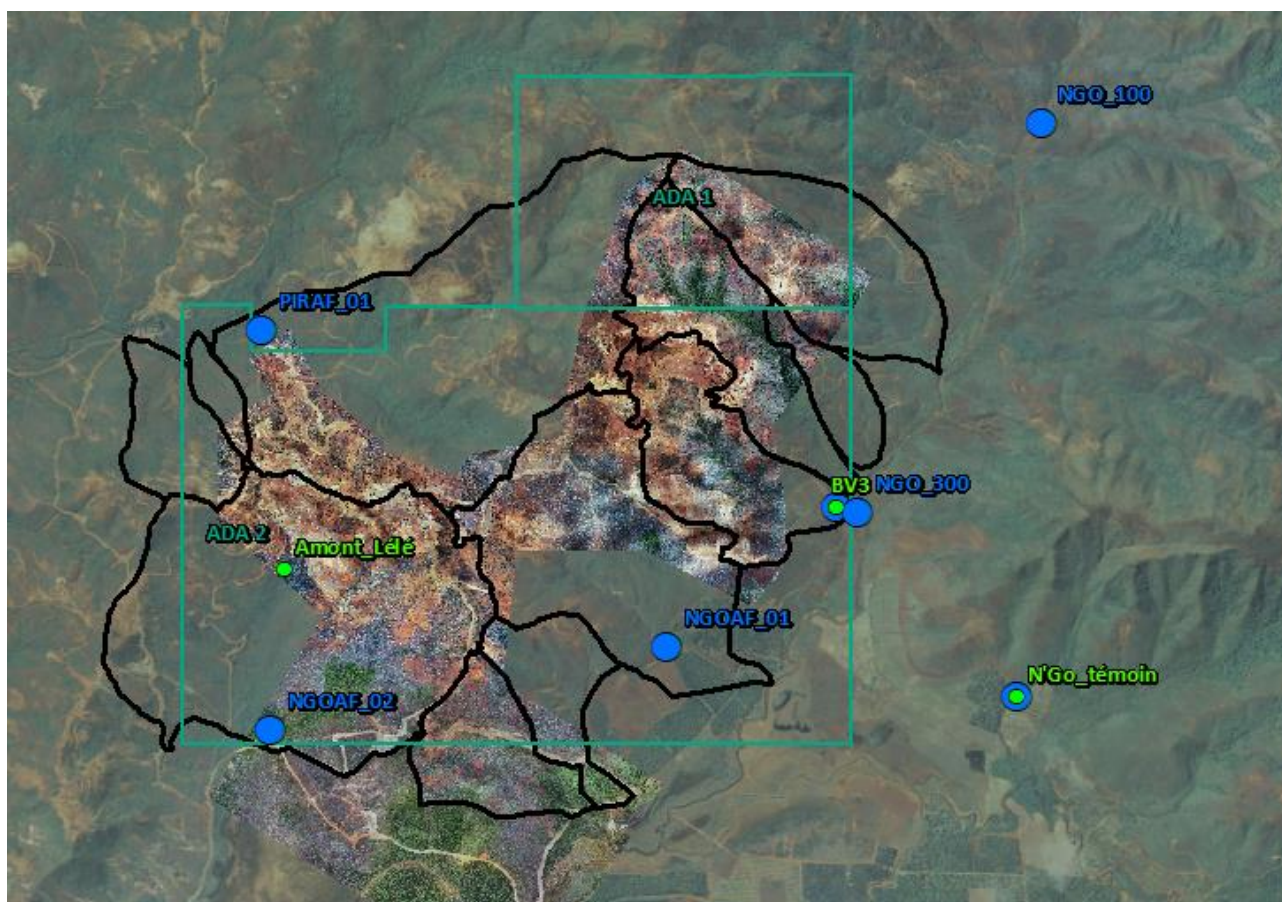 NGO_100
ADA 1
PIRAF_01
BV3
NGO_300
ADA 2
Amont_Lélé
NGOAF_01
N'Go_témoin
NGOAF_02